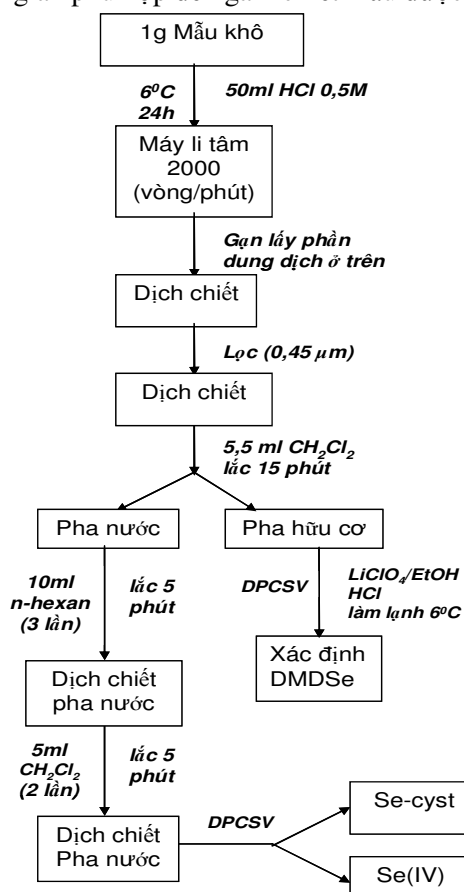 1g Mẫu khô
6⁰C
24h
50ml HCl 0,5M
Máy li tâm
2000
(vòng/phút)
Gạn lấy phần
dung dịch ở trên
Dịch chiết
Lọc (0,45 μm)
Dịch chiết
5,5 ml CH₂Cl₂
lắc 15 phút
Pha nước
Pha hữu cơ
10ml
n-hexan
(3 lần)
lắc 5
phút
DPCSV
LiClO₄/EtOH
HCl
làm lạnh 6⁰C
Dịch chiết
pha nước
Xác định
DMDSe
5ml
CH₂Cl₂
(2 lần)
lắc 5
phút
Dịch chiết
Pha nước
DPCSV
Se-cyst
Se(IV)